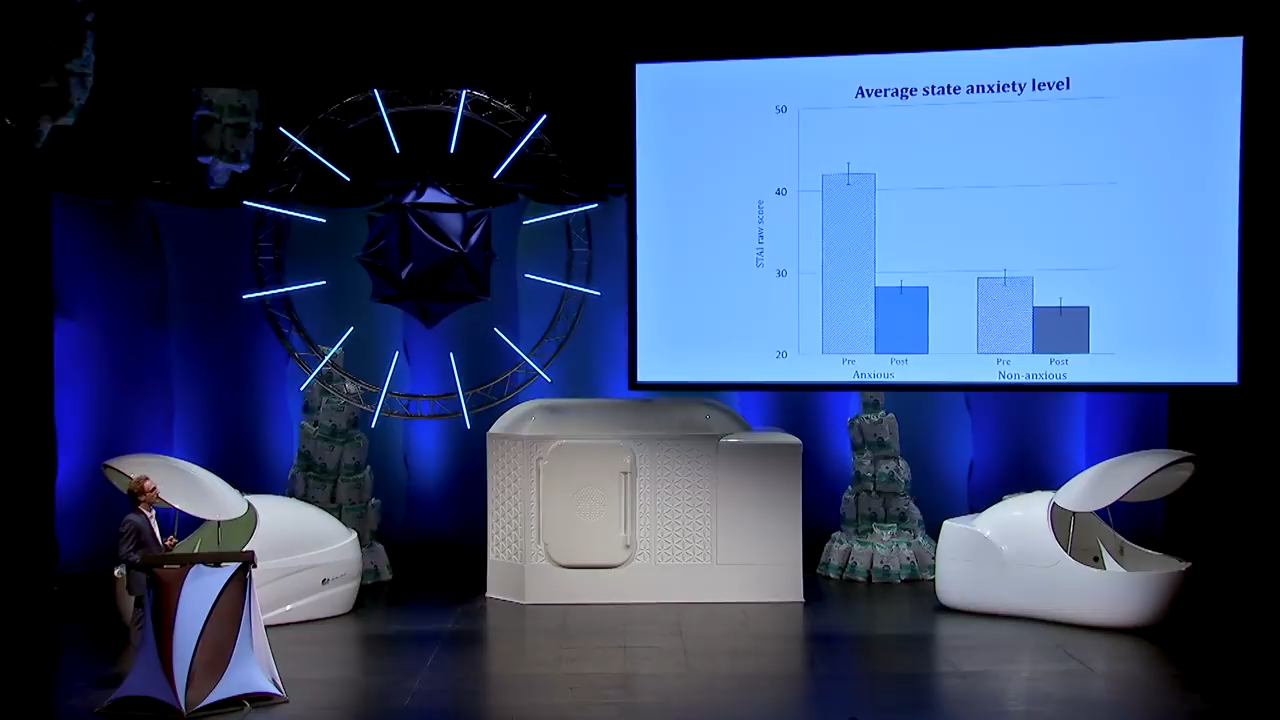 Average state anxiety level
50
40
30
20
STAI raw score
Pre
Post
Pre
Post
Anxious
Non-anxious